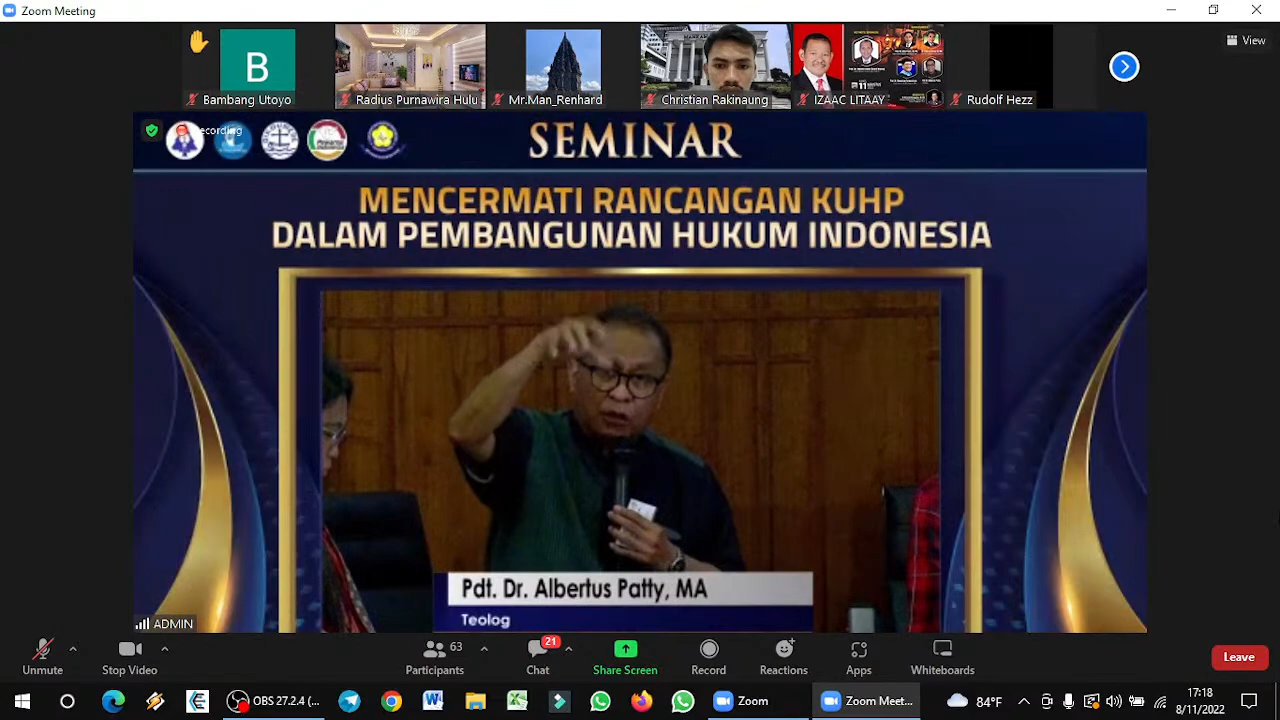 Zoom Meeting
View
B
Bambang Utoyo
Radius Purnawira Hulu
Mr.Man_Renhard
Christian Rakinaung
IZAAC LITAAY
Rudolf Hezz
Recording
SEMINAR
MENCERMATI RANCANGAN KUHP
DALAM PEMBANGUNAN HUKUM INDONESIA
Pdt. Dr. Albertus Patty, MA
Teolog
ADMIN
63
21
Unmute
Stop Video
Participants
Chat
Share Screen
Record
Reactions
Apps
Whiteboards
Leave
OBS 27.2.4 (...
Zoom
Zoom Meet...
84°F
17:18
8/11/2022